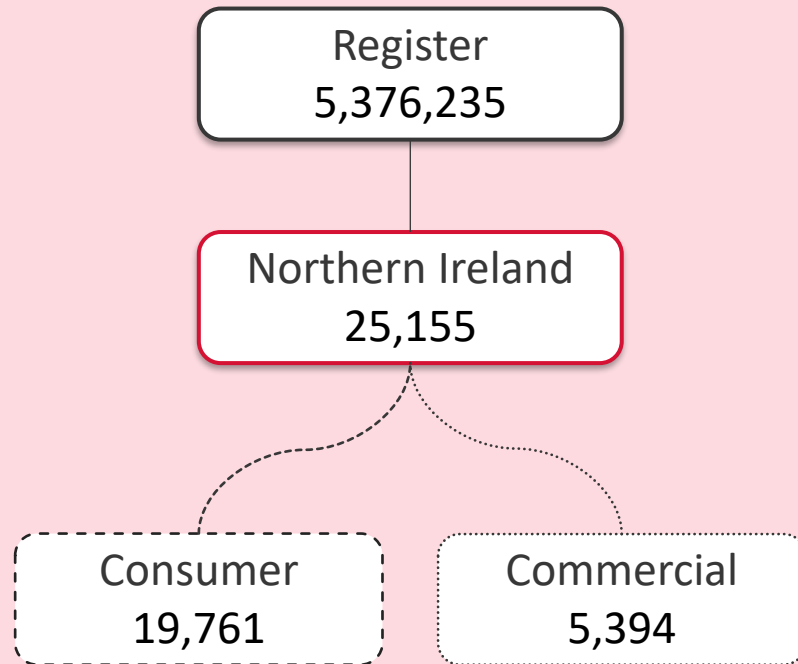 Register
5,376,235
Northern Ireland
25,155
Consumer
19,761
Commercial
5,394